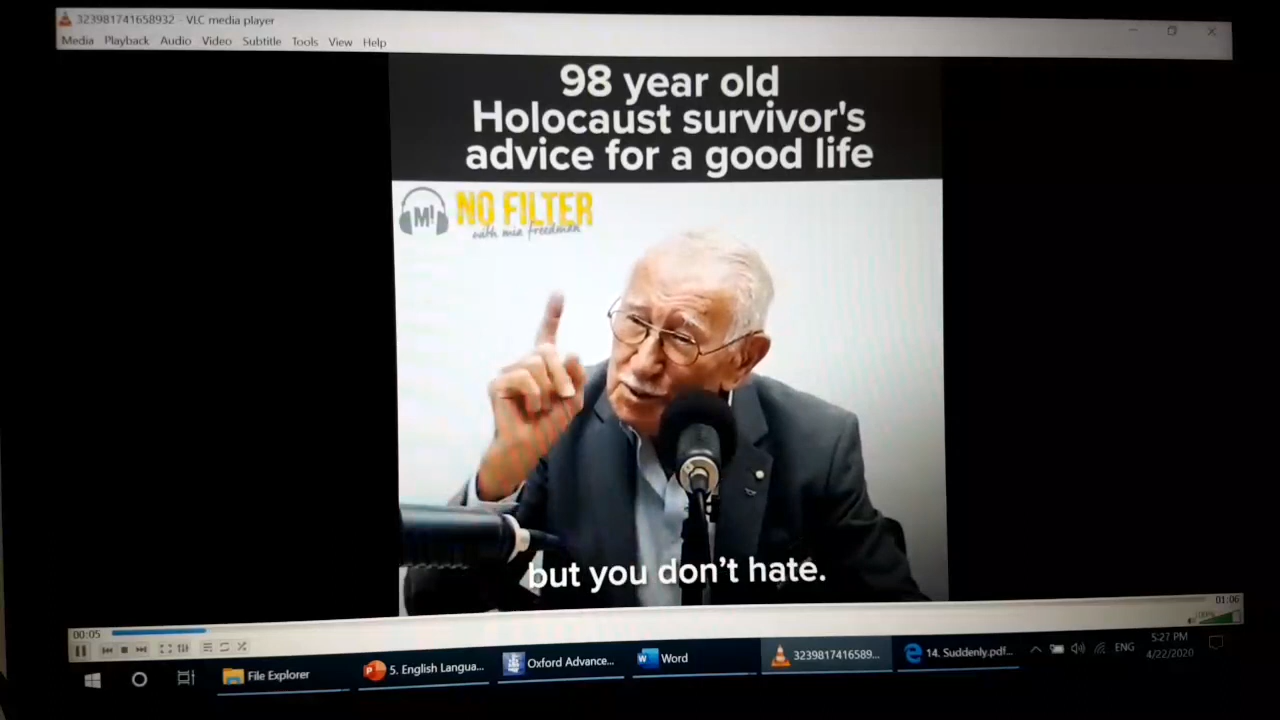 323981741658932 - VLC media player
Media Playback Audio Video Subtitle Tools View Help
98 year old
Holocaust survivor's
advice for a good life
M!
NO FILTER
with mia freedman
but you don't hate.
00:05
01:06
100%
File Explorer
5. English Langua...
Oxford Advance...
Word
3239817416589...
14. Suddenly.pdf...
ENG
5:27 PM
4/22/2020